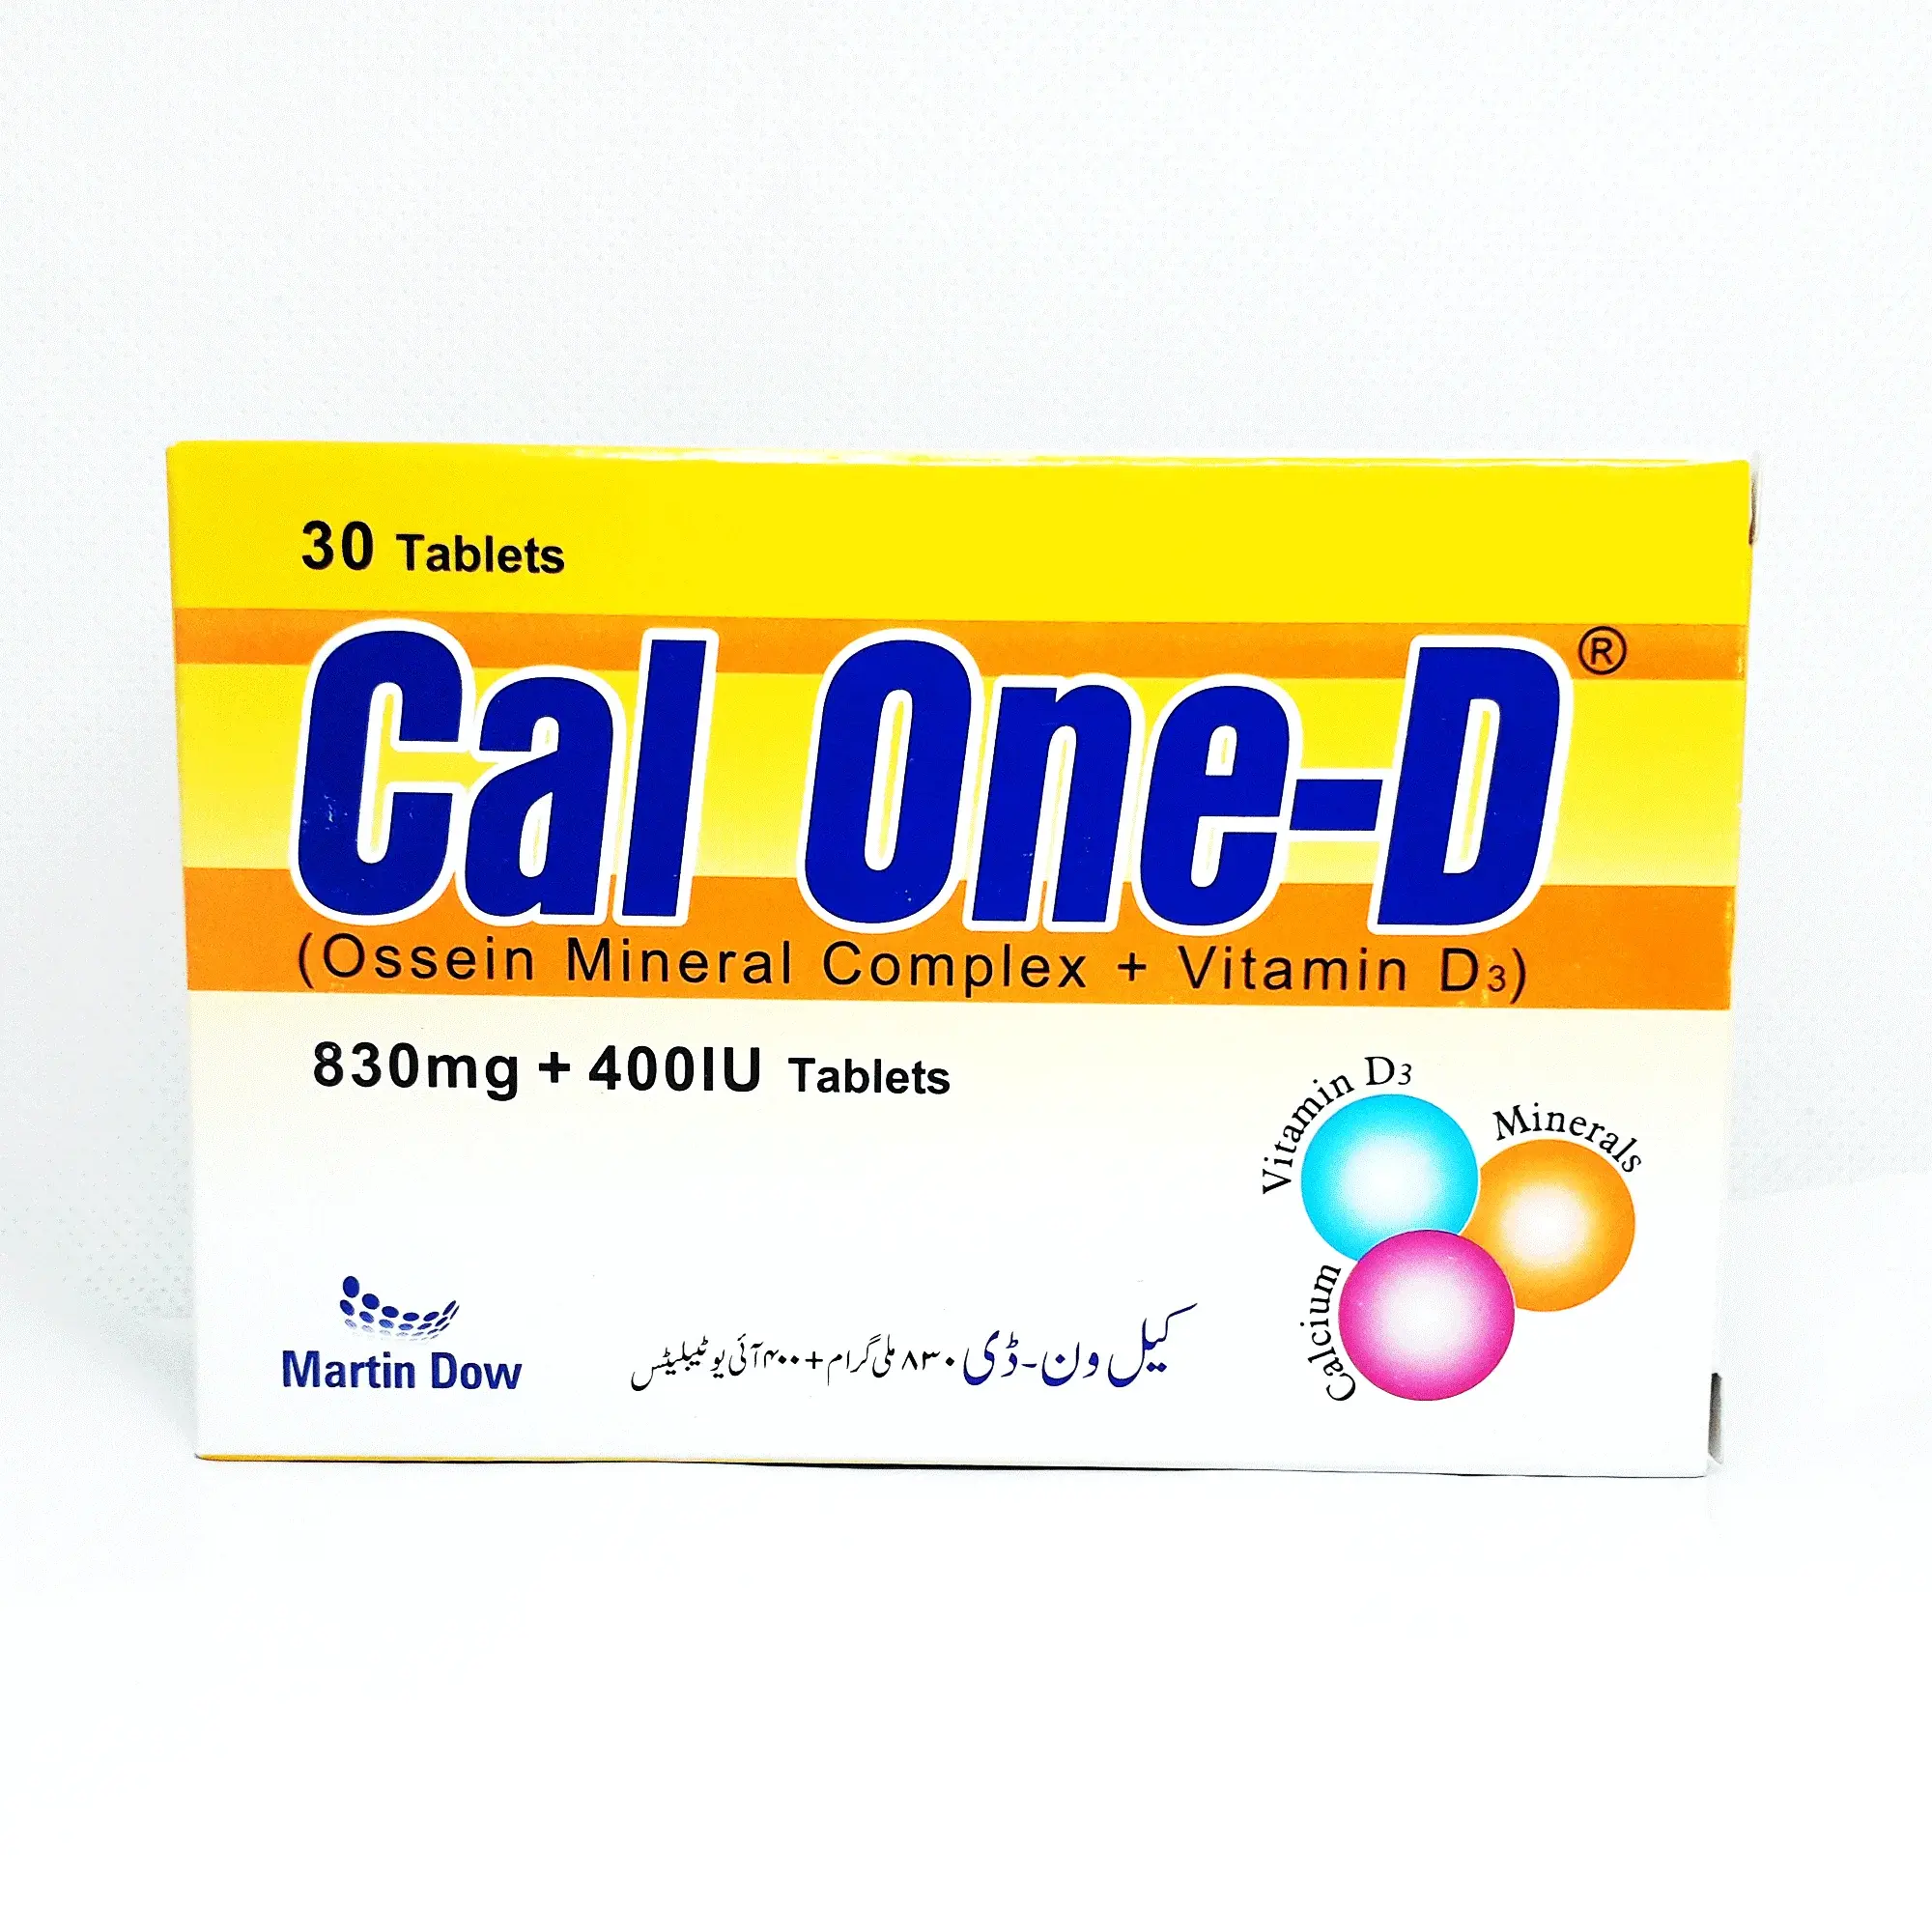 30 Tablets
Cal One-D®
(Ossein Mineral Complex + Vitamin D3)
830mg + 400IU Tablets
Vitamin D3
Minerals
Calcium
Martin Dow
کیل ون-ڈی ۸۳۰ ملی گرام + ۴۰۰ آئی یو ٹیبلیٹس